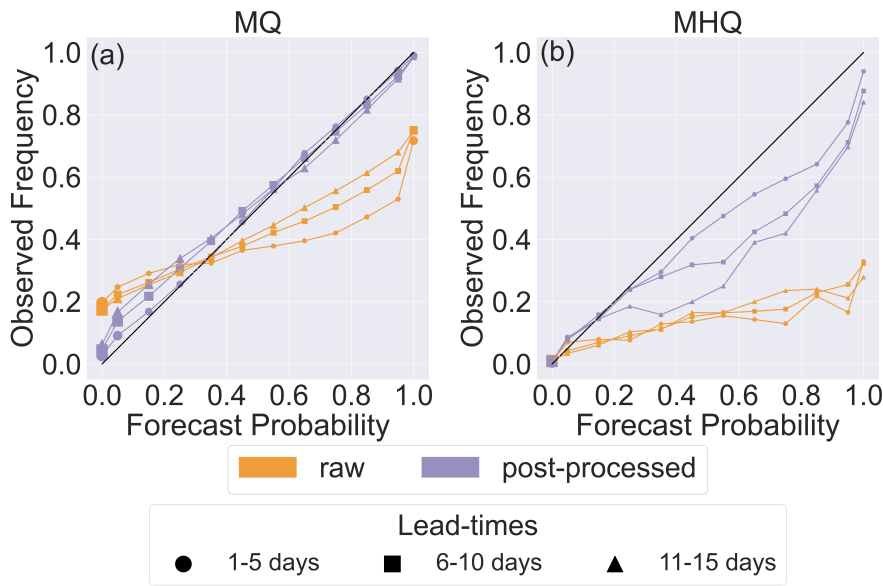 MQ
MHQ
(a)
(b)
Observed Frequency
1.0
0.8
0.6
0.4
0.2
0.0
0.0 0.2 0.4 0.6 0.8 1.0
Forecast Probability
Observed Frequency
1.0
0.8
0.6
0.4
0.2
0.0
0.0 0.2 0.4 0.6 0.8 1.0
Forecast Probability
raw post-processed
Lead-times
1-5 days 6-10 days 11-15 days